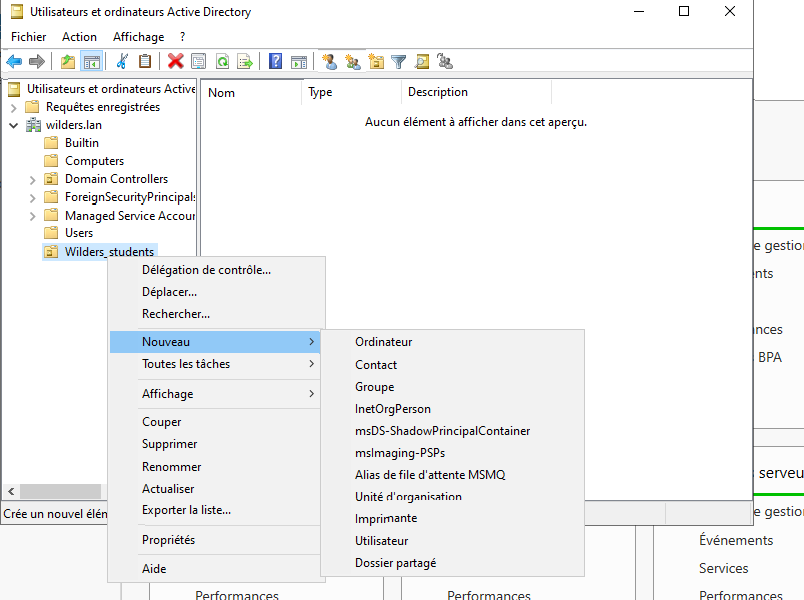 Utilisateurs et ordinateurs Active Directory
Fichier Action Affichage ?
Utilisateurs et ordinateurs Active
Nom Type Description
Requêtes enregistrées
Aucun élément à afficher dans cet aperçu.
wilders.lan
Builtin
Computers
Domain Controllers
ForeignSecurityPrincipals
Managed Service Accour
Users
Wilders_students
Délégation de contrôle...
Déplacer...
Rechercher...
Nouveau
Toutes les tâches
Affichage
Couper
Supprimer
Renommer
Actualiser
Exporter la liste...
Propriétés
Aide
Ordinateur
Contact
Groupe
InetOrgPerson
msDS-ShadowPrincipalContainer
msImaging-PSPs
Alias de file d'attente MSMQ
Unité d'organisation
Imprimante
Utilisateur
Dossier partagé
Crée un nouvel élén
e gestion
nts
nces
BPA
serveu
e gestion
Événements
Services
Performances
Performances
Performances